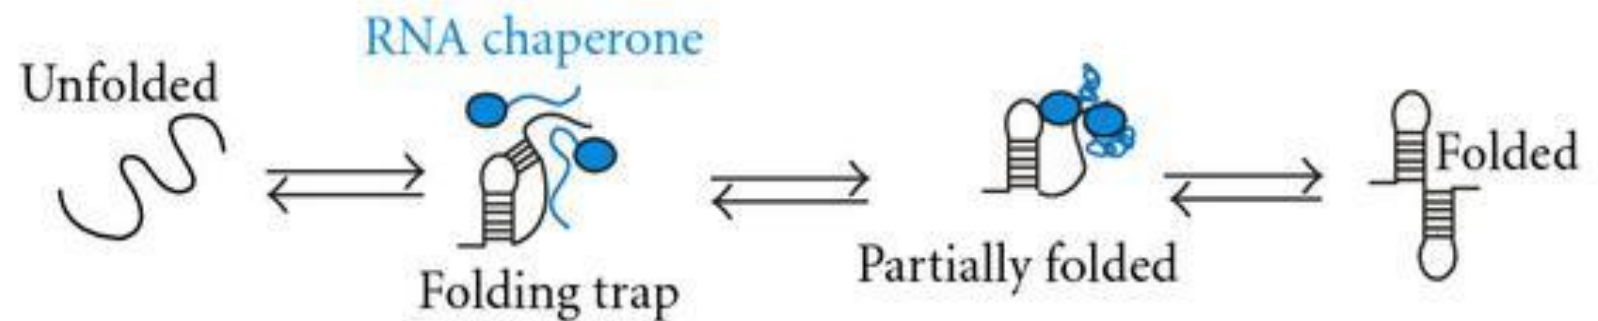 Unfolded
RNA chaperone
Folding trap
Partially folded
Folded